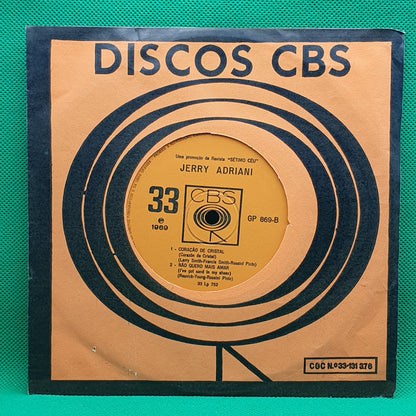 DISCOS CBS
Uma promoção da Revista "SÉTIMO CÉU"
JERRY ADRIANI
33
CBS
GP 869-B
℗
1969
1 - CORAÇÃO DE CRISTAL
(Corazón de Cristal)
(Larry Smith-Francis Smith-Rossini Pinto)
2 - NÃO QUERO MAIS AMAR
(I've got sand in my shoes)
(Resnick-Young-Rossini Pinto)
33 Lp 752
CGC N.º 33-131 376